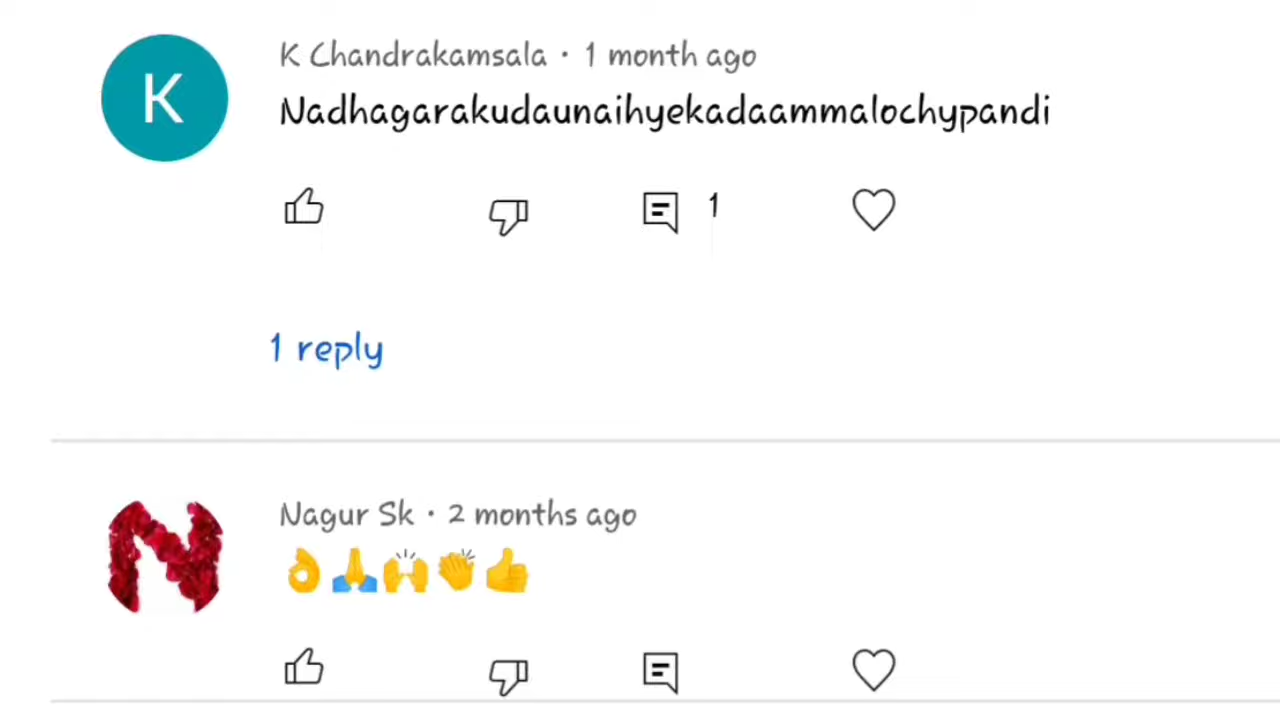 K
K Chandrakamsala · 1 month ago
Nadhagarakudaunaihyekadaammalochypandi
1
1 reply
N
Nagur Sk · 2 months ago
👌🙏🙌👏👍